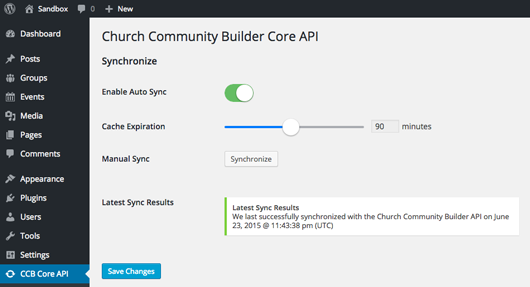 Sandbox 0 New
Dashboard
Posts
Groups
Events
Media
Pages
Comments
Appearance
Plugins
Users
Tools
Settings
CCB Core API
Church Community Builder Core API
Synchronize
Enable Auto Sync
Cache Expiration 90 minutes
Manual Sync Synchronize
Latest Sync Results
Latest Sync Results
We last successfully synchronized with the Church Community Builder API on June
23, 2015 @ 11:43:38 pm (UTC)
Save Changes